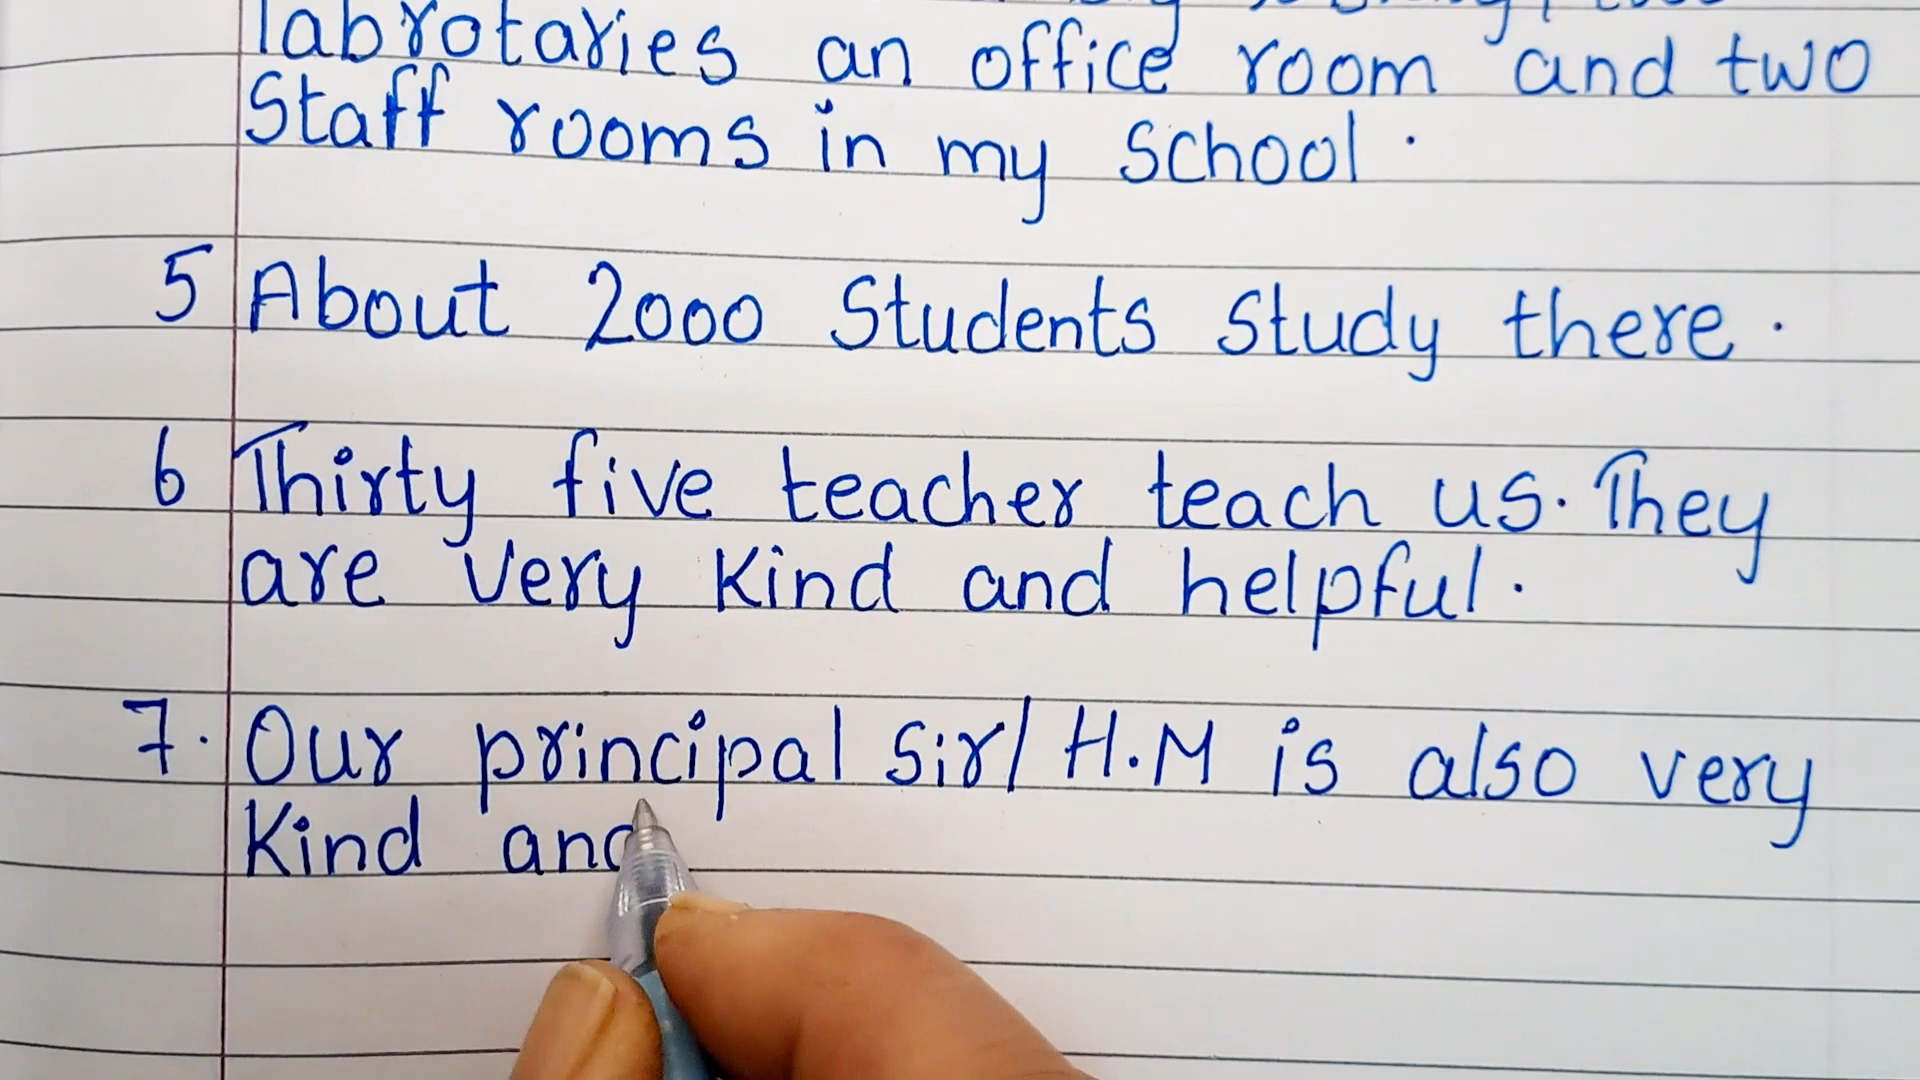 labrotaries an office room and two
Staff rooms in my School.
5 About 2000 Students Study there.
6 Thirty five teacher teach us. They
are very Kind and helpful.
7. Our principal Sir/ H.M is also very
Kind and